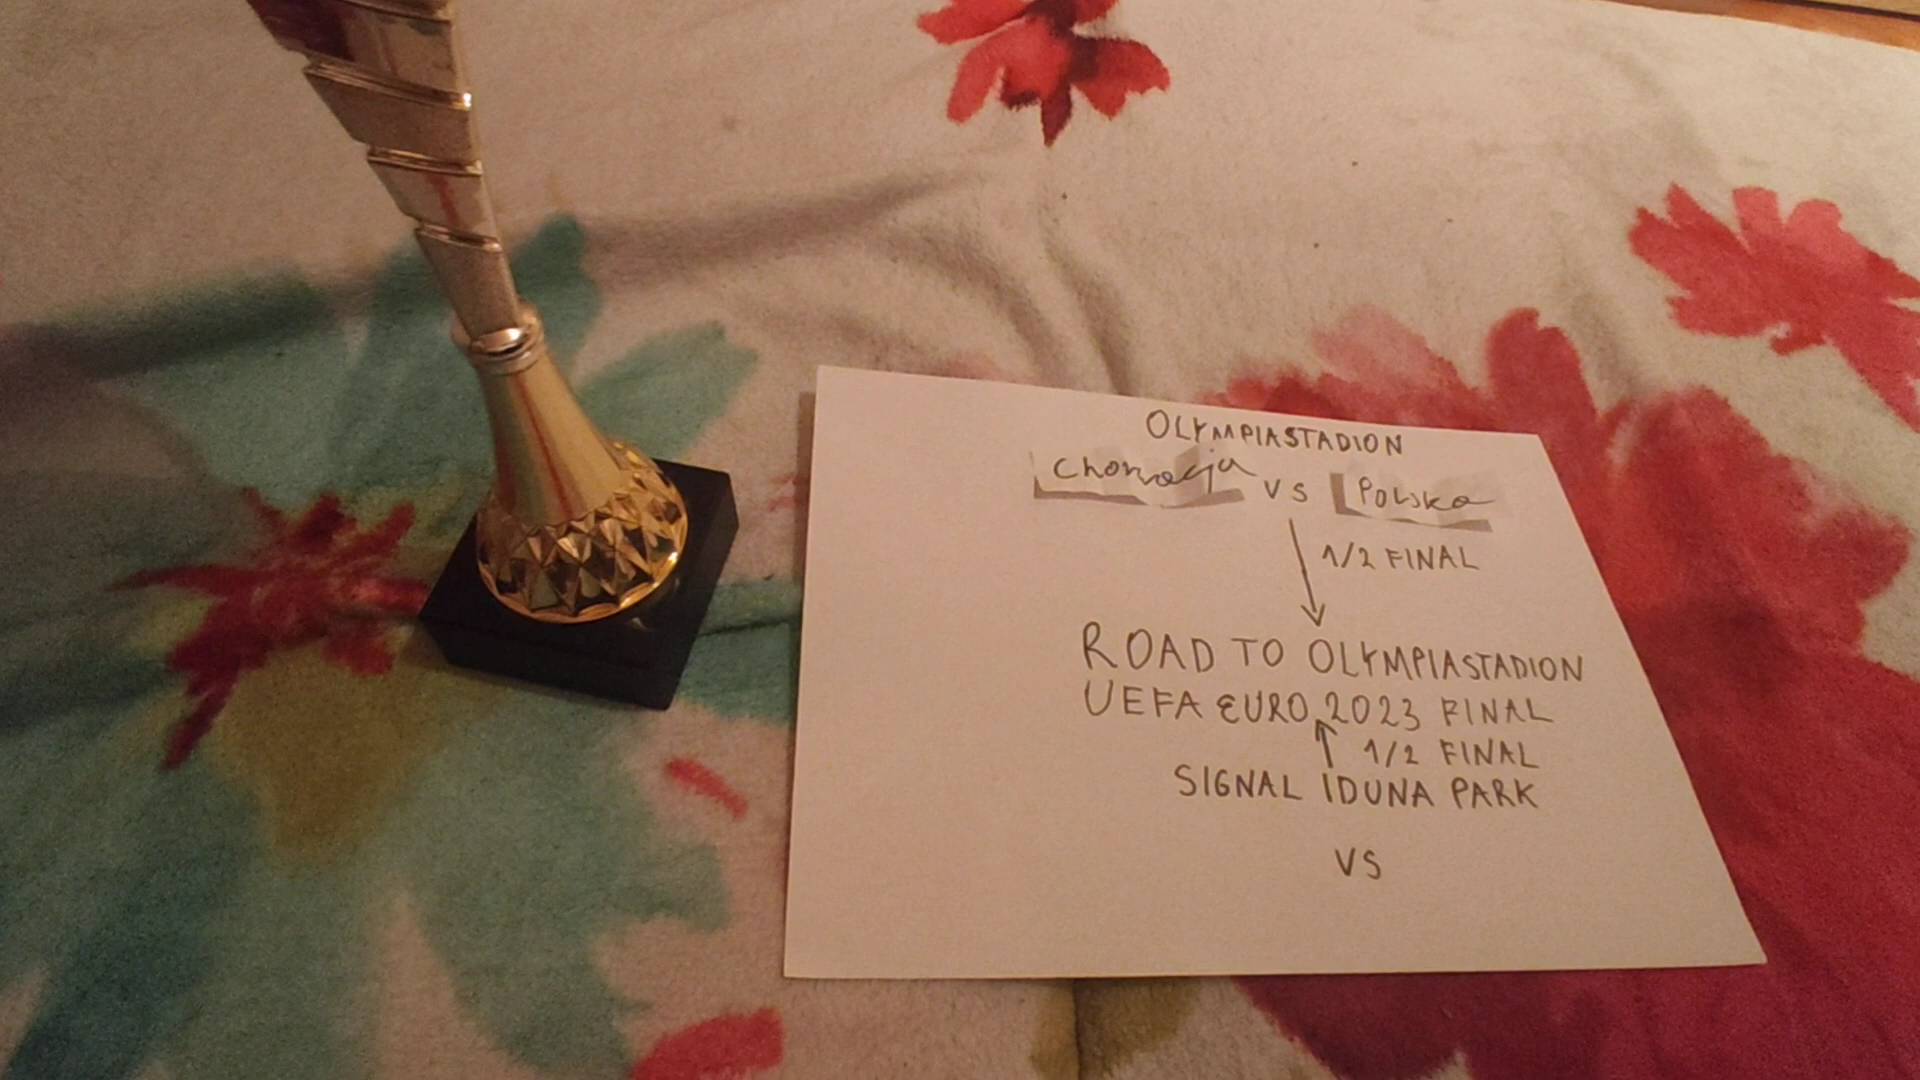 OLYMPIASTADION
Chorwacja vs Polska
1/2 FINAL
ROAD TO OLYMPIASTADION
UEFA EURO 2023 FINAL
1/2 FINAL
SIGNAL IDUNA PARK
VS